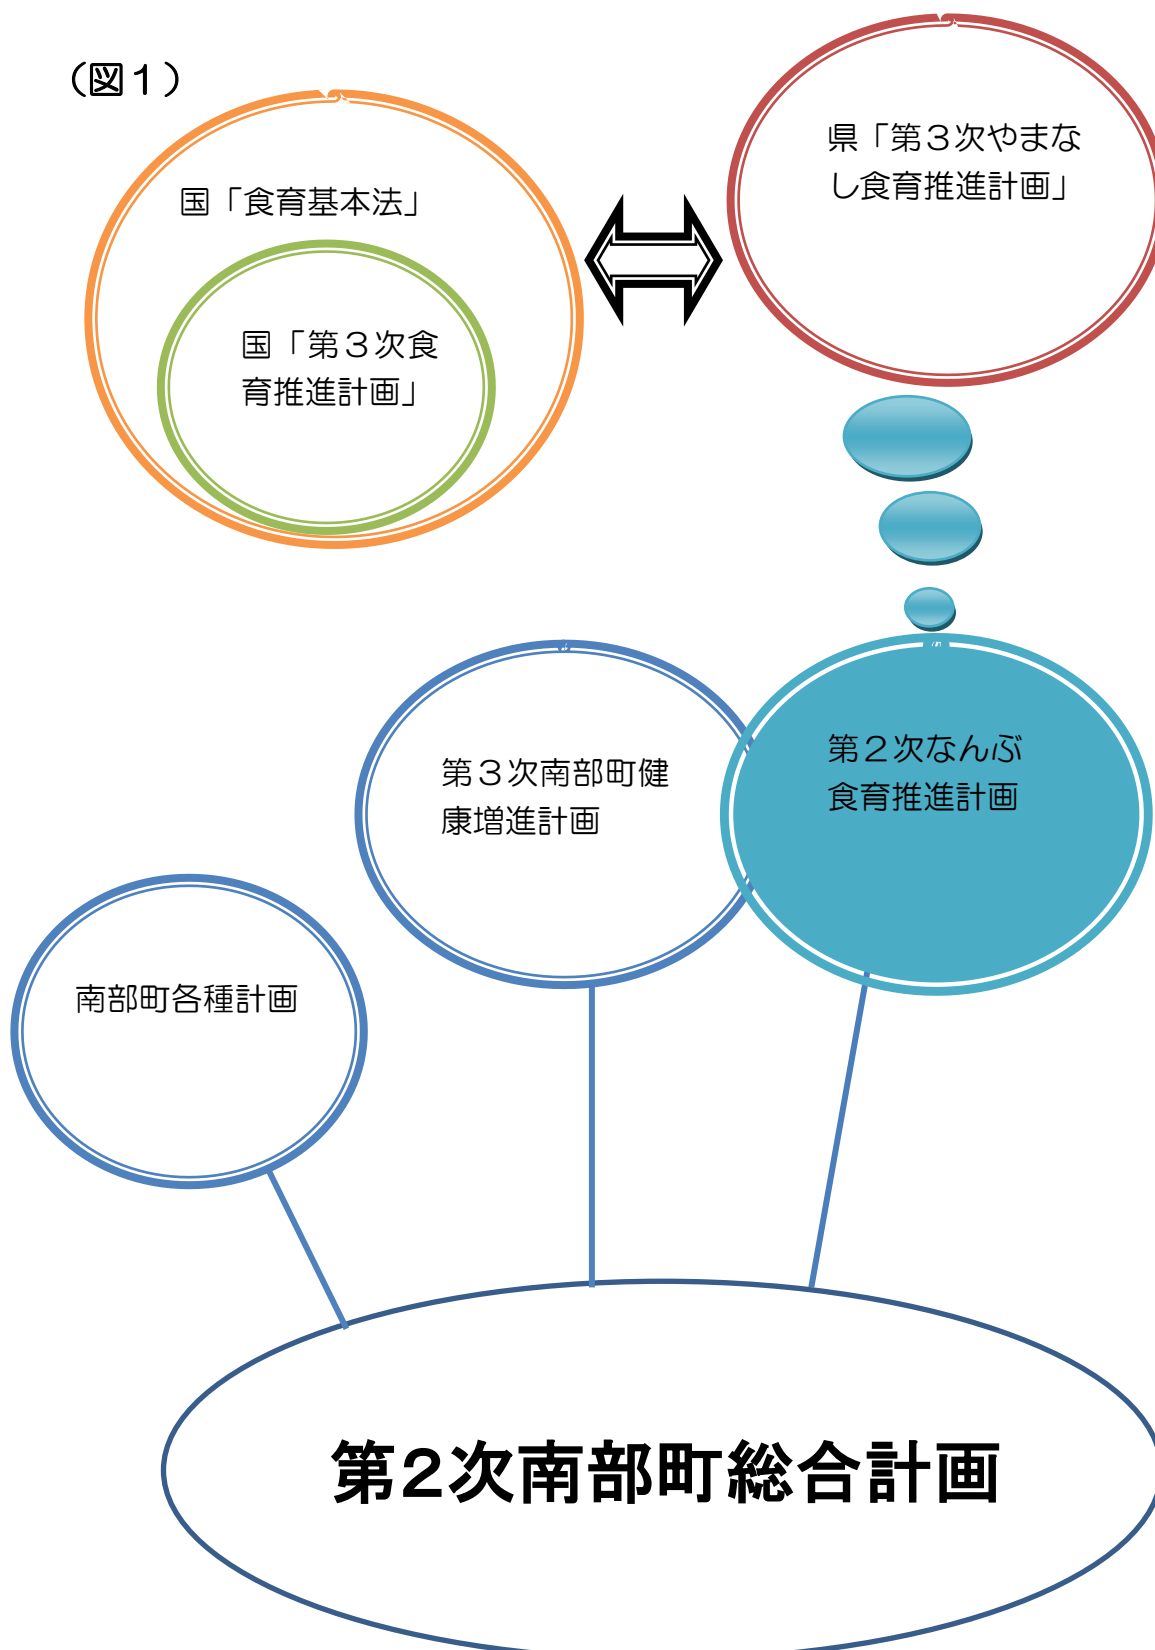 （図１）
国「食育基本法」
国「第３次食
育推進計画」
県「第３次やまな
し食育推進計画」
第３次南部町健
康増進計画
第２次なんぶ
食育推進計画
南部町各種計画
第２次南部町総合計画